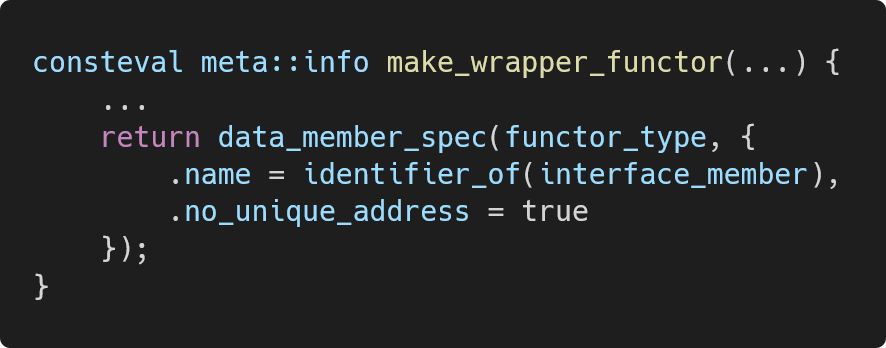 consteval meta::info make_wrapper_functor(...) {
    ...
    return data_member_spec(functor_type, {
        .name = identifier_of(interface_member),
        .no_unique_address = true
    });
}